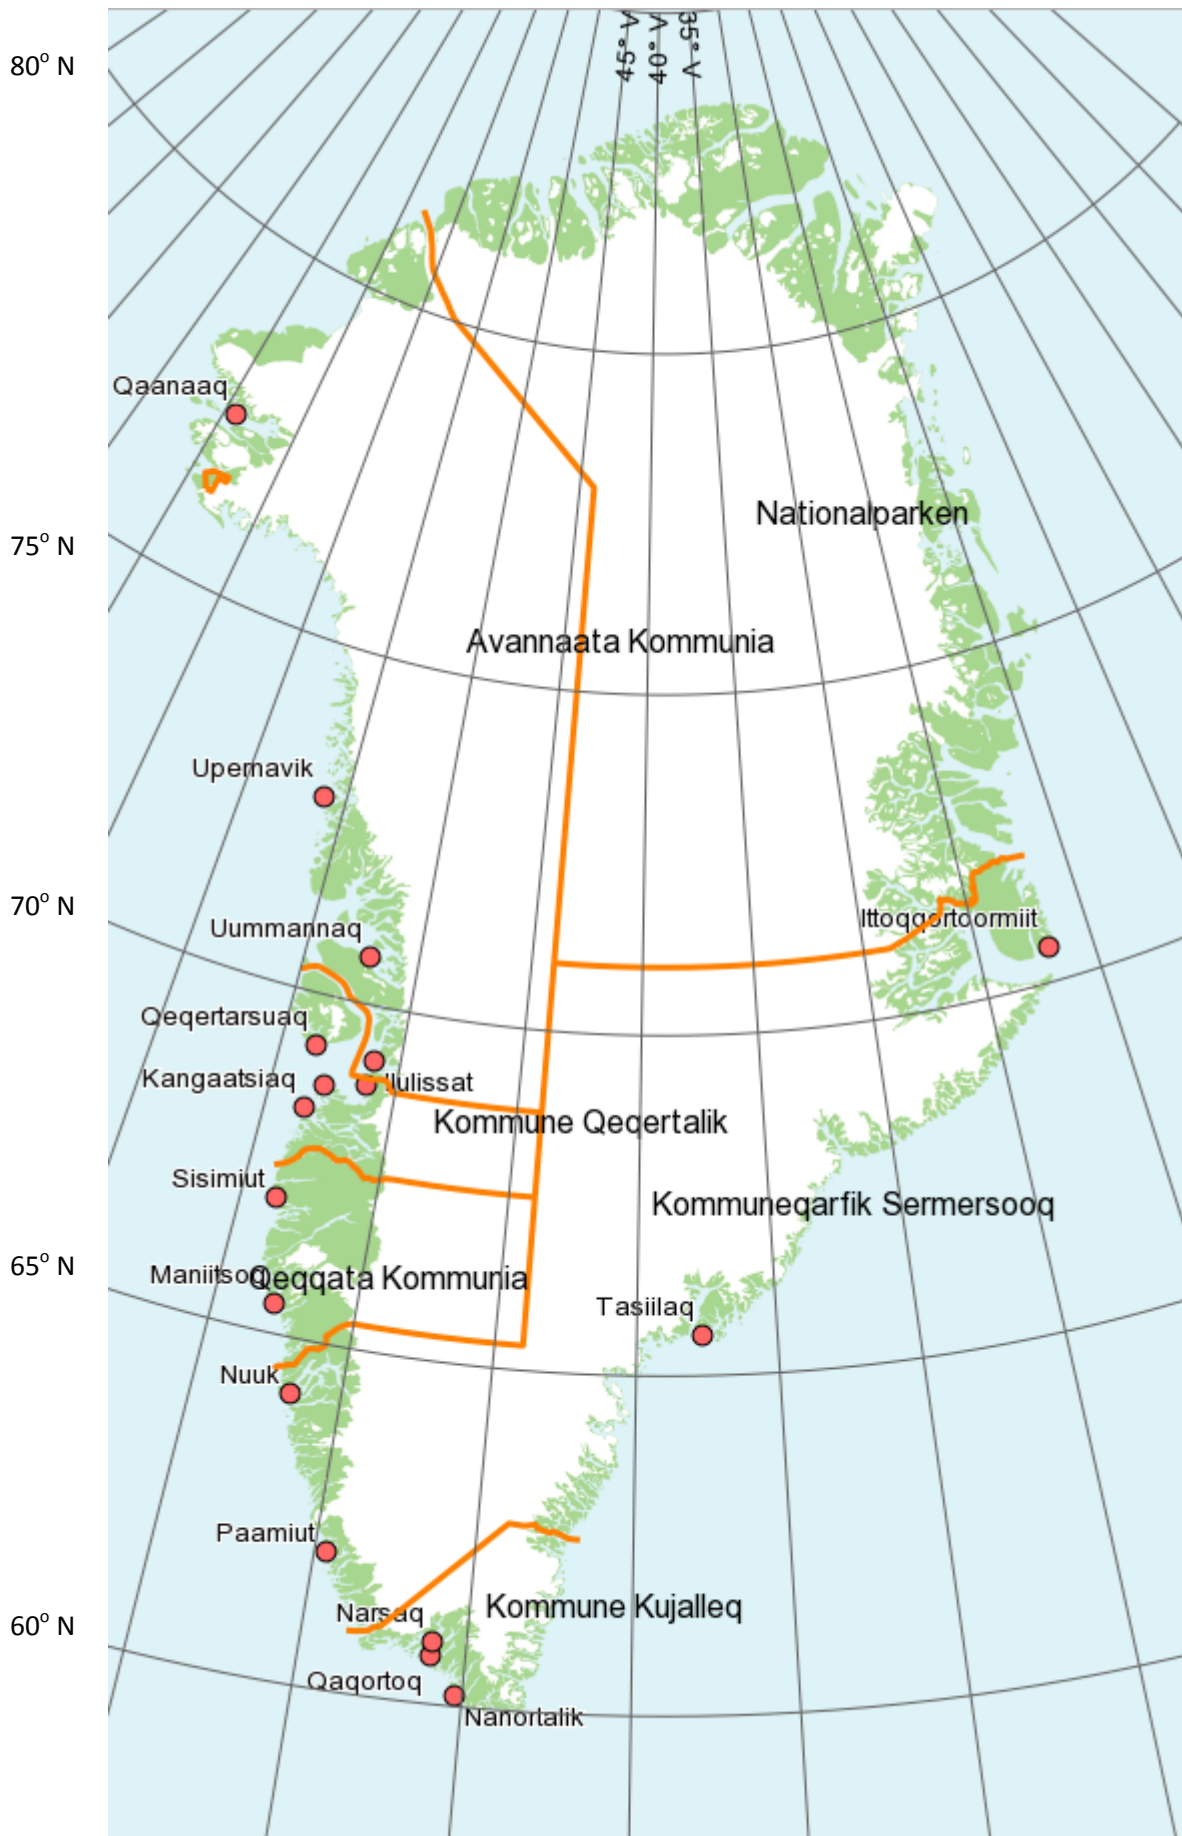 45° V
40° V
35° V
80° N
Qaanaaq
Nationalparken
75° N
Avannaata Kommunia
Upernavik
70° N
Ittoqqortoormiit
Uummannaq
Qeqertarsuaq
Kangaatsiaq
Ilulissat
Kommune Qeqertalik
Sisimiut
Kommuneqarfik Sermersooq
65° N
Maniitsoq
Qeqqata Kommunia
Tasiilaq
Nuuk
Paamiut
Narsaq
Kommune Kujalleq
60° N
Qaqortoq
Nanortalik